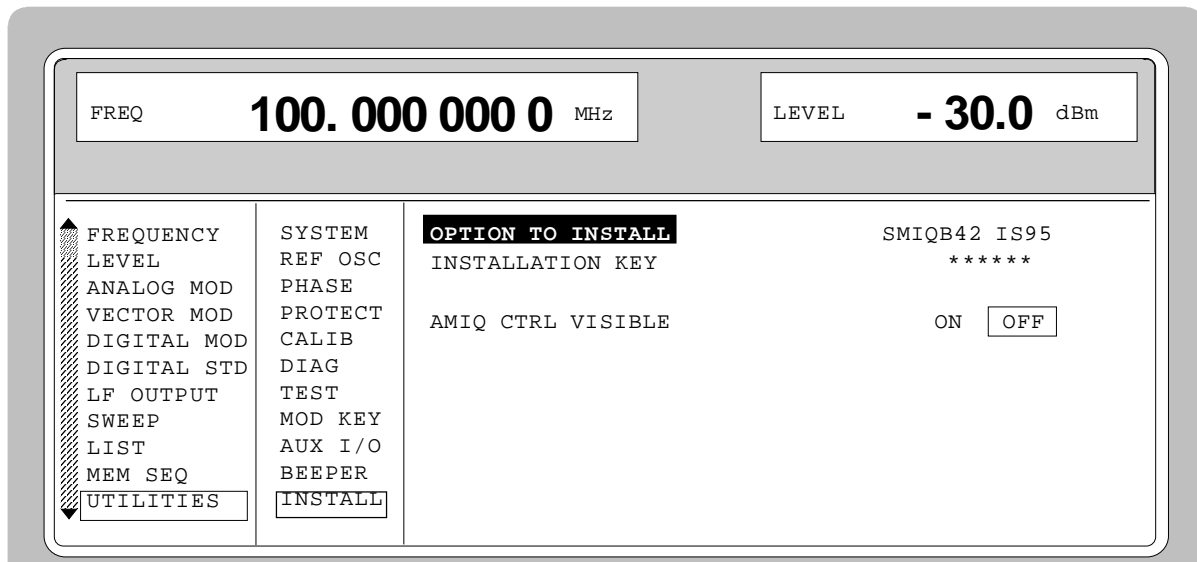 FREQ 100. 000 000 0 MHz
LEVEL - 30.0 dBm
FREQUENCY
LEVEL
ANALOG MOD
VECTOR MOD
DIGITAL MOD
DIGITAL STD
LF OUTPUT
SWEEP
LIST
MEM SEQ
UTILITIES
SYSTEM
REF OSC
PHASE
PROTECT
CALIB
DIAG
TEST
MOD KEY
AUX I/O
BEEPER
INSTALL
OPTION TO INSTALL SMIQB42 IS95
INSTALLATION KEY ******
AMIQ CTRL VISIBLE ON OFF